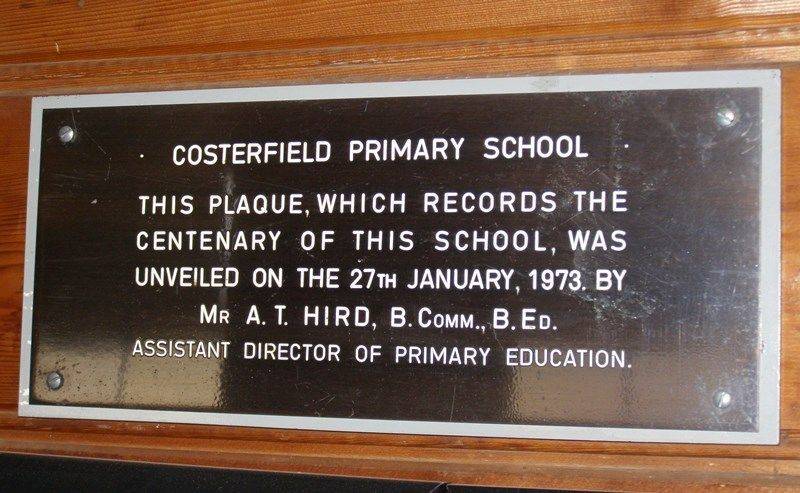 · COSTERFIELD PRIMARY SCHOOL ·
THIS PLAQUE, WHICH RECORDS THE
CENTENARY OF THIS SCHOOL, WAS
UNVEILED ON THE 27TH JANUARY, 1973. BY
MR A. T. HIRD, B. COMM., B. ED.
ASSISTANT DIRECTOR OF PRIMARY EDUCATION.